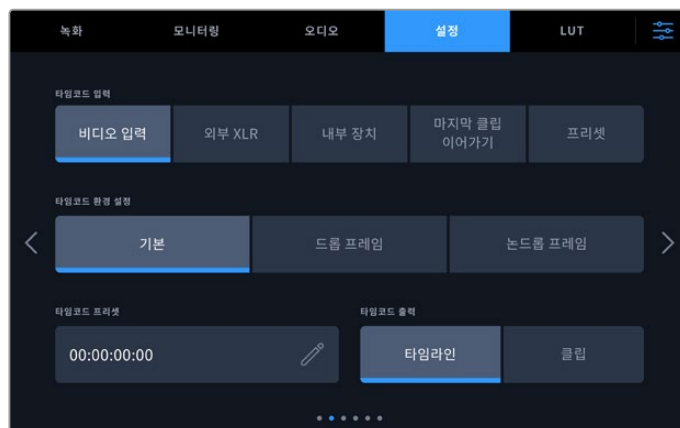 녹화 모니터링 오디오 설정 LUT
타임코드 입력
비디오 입력 외부 XLR 내부 장치 마지막 클립 이어가기 프리셋
타임코드 환경 설정
기본 드롭 프레임 논드롭 프레임
타임코드 프리셋 타임코드 출력
00:00:00:00 타임라인 클립